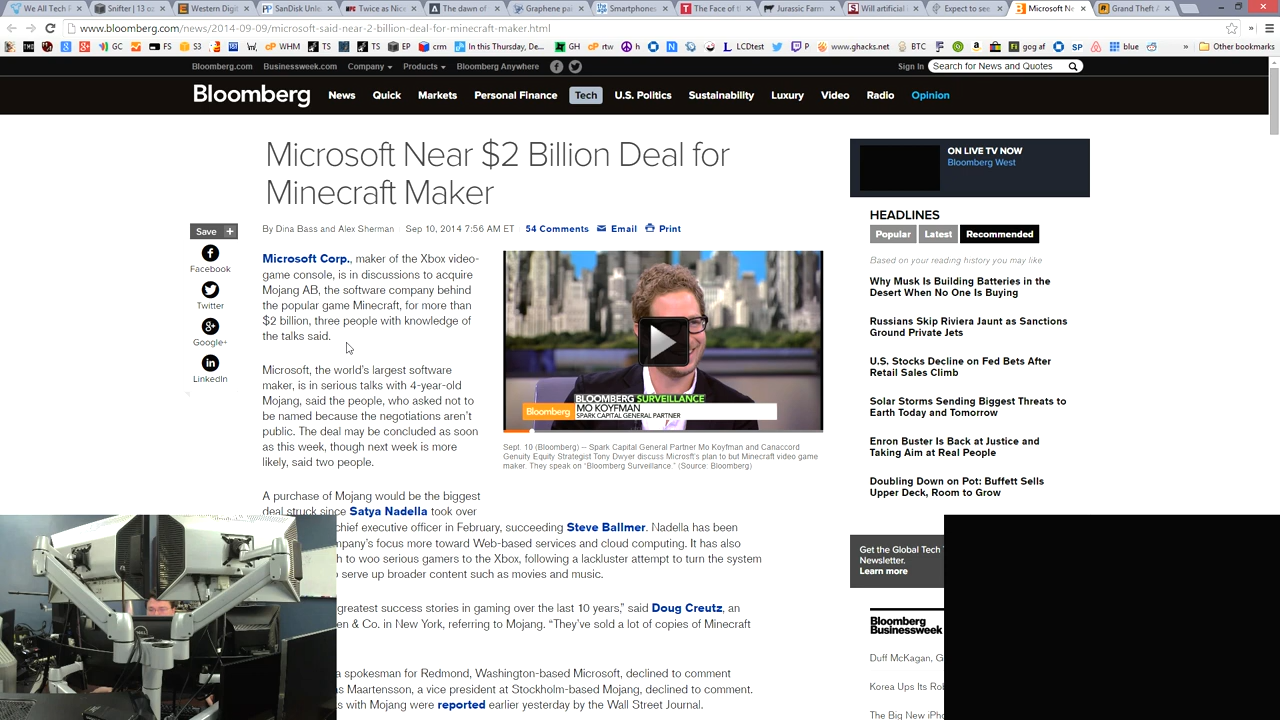 We All Tech F
Snifter | 13 oz
Western Digit
SanDisk Unle
Twice as Nice
The dawn of
Graphene pai
Smartphones
The Face of t
Jurassic Farm
Will artificial
Expect to see
Microsoft Ne
Grand Theft A
www.bloomberg.com/news/2014-09-09/microsoft-said-near-2-billion-deal-for-minecraft-maker.html
GC
FS
S3
CP
WHM
TS
TS
EP
crm
In this Thursday, De...
GH
rtw
h
LCDtest
P
www.ghacks.net
BTC
gog af
SP
blue
»
Other bookmarks
Bloomberg.com Businessweek.com Company Products Bloomberg Anywhere
Sign In Search for News and Quotes
Bloomberg News Quick Markets Personal Finance Tech U.S. Politics Sustainability Luxury Video Radio Opinion
Microsoft Near $2 Billion Deal for
Minecraft Maker
By Dina Bass and Alex Sherman Sep 10, 2014 7:56 AM ET 54 Comments Email Print
Save +
Facebook
Twitter
Google+
LinkedIn
Microsoft Corp., maker of the Xbox video-
game console, is in discussions to acquire
Mojang AB, the software company behind
the popular game Minecraft, for more than
$2 billion, three people with knowledge of
the talks said.
Microsoft, the world's largest software
maker, is in serious talks with 4-year-old
Mojang, said the people, who asked not to
be named because the negotiations aren't
public. The deal may be concluded as soon
as this week, though next week is more
likely, said two people.
BLOOMBERG SURVEILLANCE
Bloomberg
MO KOYFMAN
SPARK CAPITAL GENERAL PARTNER
Sept. 10 (Bloomberg) -- Spark Capital General Partner Mo Koyfman and Canaccord
Genuity Equity Strategist Tony Dwyer discuss Microsft's plan to but Minecraft video game
maker. They speak on "Bloomberg Surveillance." (Source: Bloomberg)
A purchase of Mojang would be the biggest
deal struck since Satya Nadella took over
chief executive officer in February, succeeding Steve Ballmer. Nadella has been
mpany's focus more toward Web-based services and cloud computing. It has also
h to woo serious gamers to the Xbox, following a lackluster attempt to turn the system
serve up broader content such as movies and music.
greatest success stories in gaming over the last 10 years," said Doug Creutz, an
en & Co. in New York, referring to Mojang. "They've sold a lot of copies of Minecraft
a spokesman for Redmond, Washington-based Microsoft, declined to comment
as Maartensson, a vice president at Stockholm-based Mojang, declined to comment.
s with Mojang were reported earlier yesterday by the Wall Street Journal.
ON LIVE TV NOW
Bloomberg West
HEADLINES
Popular Latest Recommended
Based on your reading history you may like
Why Musk Is Building Batteries in the
Desert When No One Is Buying
Russians Skip Riviera Jaunt as Sanctions
Ground Private Jets
U.S. Stocks Decline on Fed Bets After
Retail Sales Climb
Solar Storms Sending Biggest Threats to
Earth Today and Tomorrow
Enron Buster Is Back at Justice and
Taking Aim at Real People
Doubling Down on Pot: Buffett Sells
Upper Deck, Room to Grow
Get the Global Tech
Newsletter.
Learn more
Bloomberg
Businessweek
Duff McKagan, G
Korea Ups Its Rob
The Big New iPho